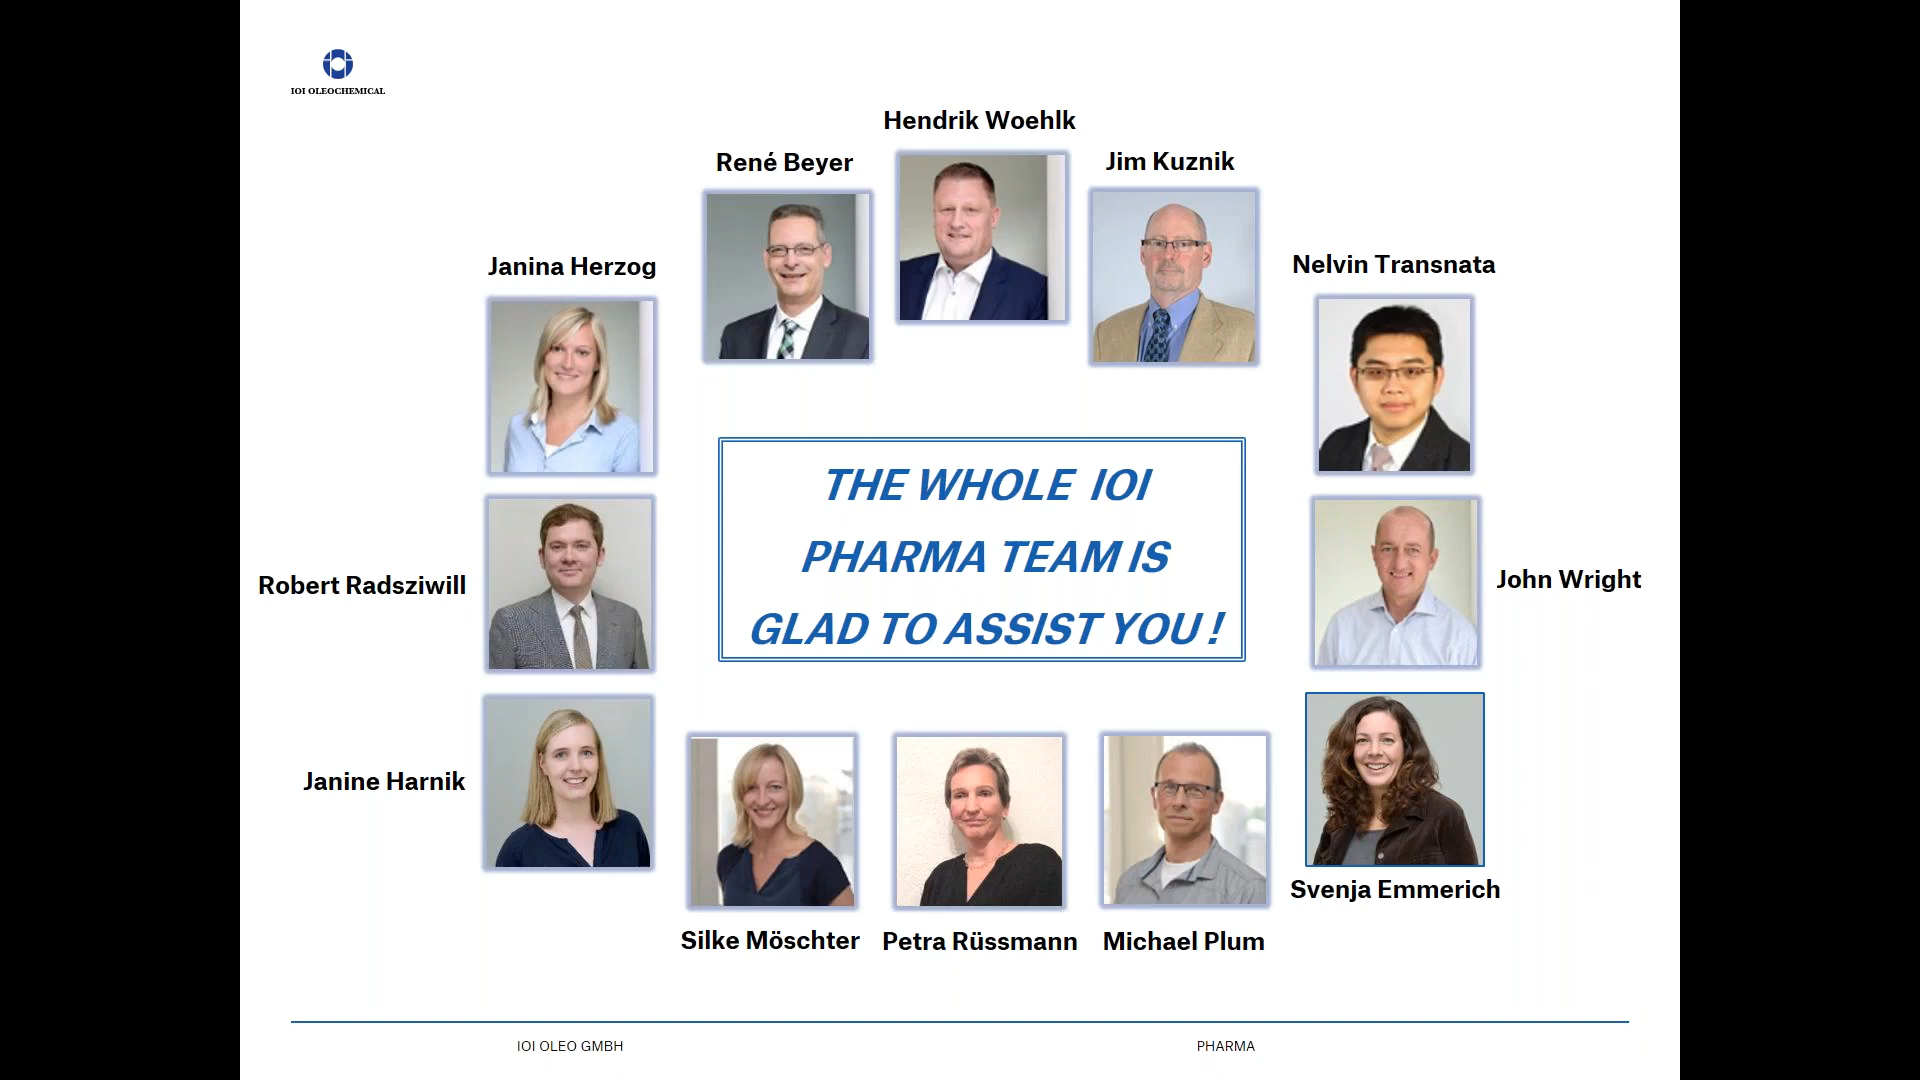 IOI OLEOCHEMICAL
Hendrik Woehlk
René Beyer
Jim Kuznik
Janina Herzog
Nelvin Transnata
THE WHOLE IOI
PHARMA TEAM IS
GLAD TO ASSIST YOU !
Robert Radsziwill
John Wright
Janine Harnik
Svenja Emmerich
Silke Möschter
Petra Rüssmann
Michael Plum
IOI OLEO GMBH
PHARMA